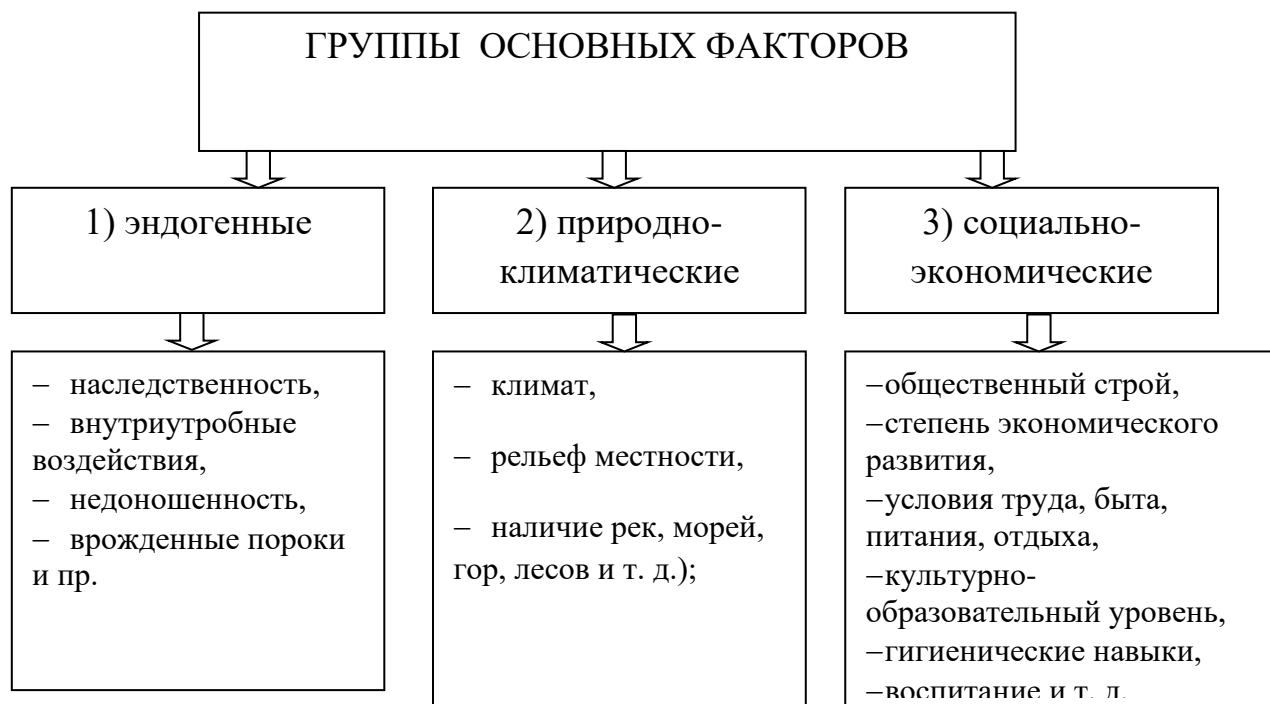 ГРУППЫ ОСНОВНЫХ ФАКТОРОВ
1) эндогенные
2) природно-
климатические
3) социально-
экономические
– наследственность,
– внутриутробные
воздействия,
– недоношенность,
– врожденные пороки
и пр.
– климат,
– рельеф местности,
– наличие рек, морей,
гор, лесов и т. д.);
–общественный строй,
–степень экономического
развития,
–условия труда, быта,
питания, отдыха,
–культурно-
образовательный уровень,
–гигиенические навыки,
–воспитание и т. д.